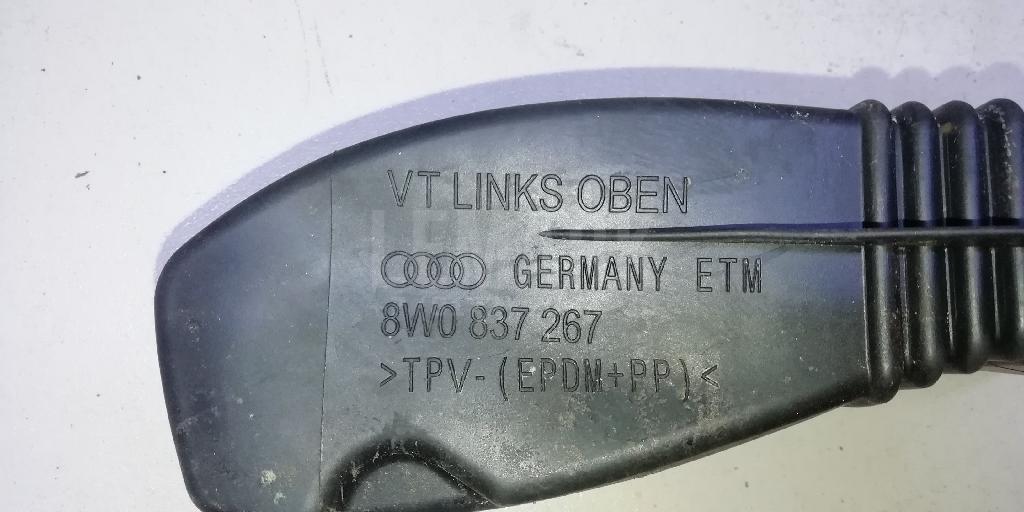 VT LINKS OBEN
GERMANY ETM
8W0 837 267
>TPV-(EPDM+PP)<